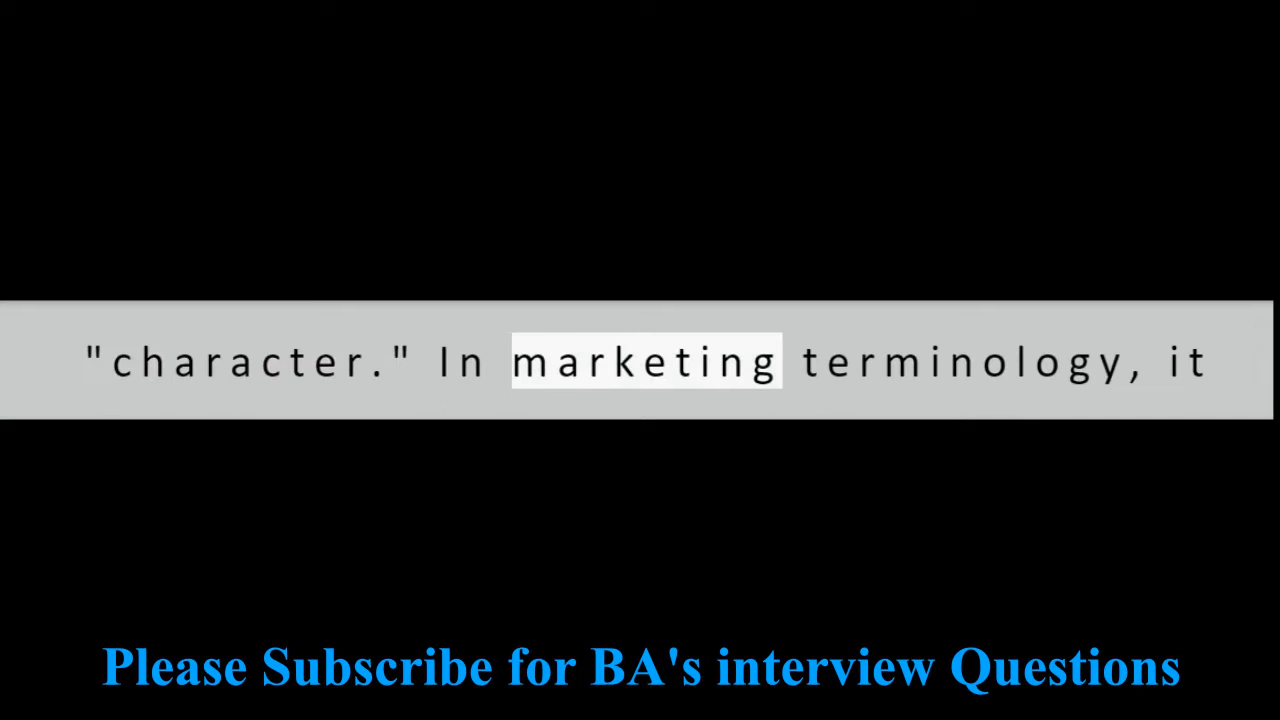 "character." In marketing terminology, it
Please Subscribe for BA's interview Questions